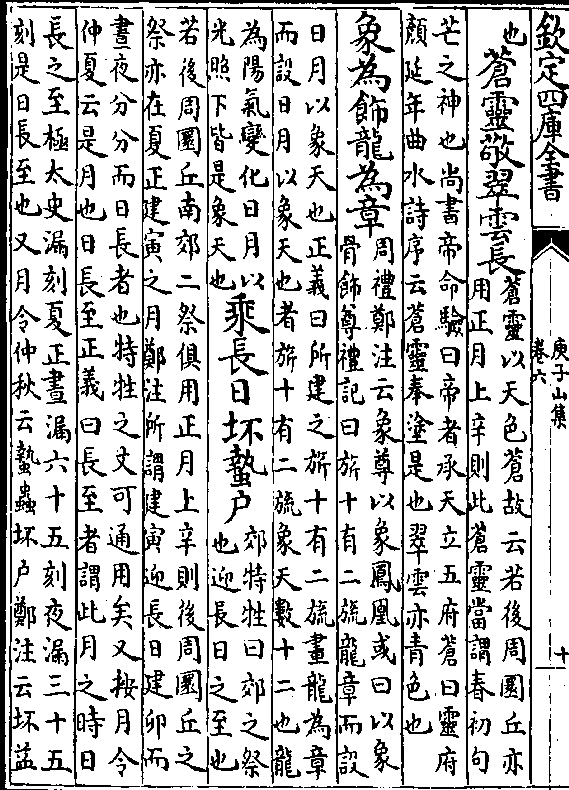 欽定四庫全書
庾子山集
卷六
十
也
蒼靈敬翠雲長
蒼靈以天色蒼故云若後周圜丘亦
用正月上辛則此蒼靈當謂春初句
芒之神也尚書帝命驗曰帝者承天立五府蒼曰靈府
顏延年曲水詩序云蒼靈奉塗是也翠雲亦青色也
象為飾龍為章
周禮鄭注云象尊以象鳳凰或曰以象
骨飾尊禮記曰旂十有二旒龍章而設
日月以象天也正義曰所建之旂十有二旒畫龍為章
而設日月以象天也者旂十有二旒象天數十二也龍
為陽氣變化日月以
光照下皆是象天也
乘長日坏蟄户
郊特牲曰郊之祭
也迎長日之至也
若後周圜丘南郊二祭俱用正月上辛則後周圜丘之
祭亦在夏正建寅之月鄭注所謂建寅迎長日建卯而
晝夜分分而日長者也特牲之文可通用矣又按月令
仲夏云是月也日長至正義曰長至者謂此月之時日
長之至極太史漏刻夏正晝漏六十五刻夜漏三十五
刻是日長至也又月令仲秋云蟄蟲坏户鄭注云坏益